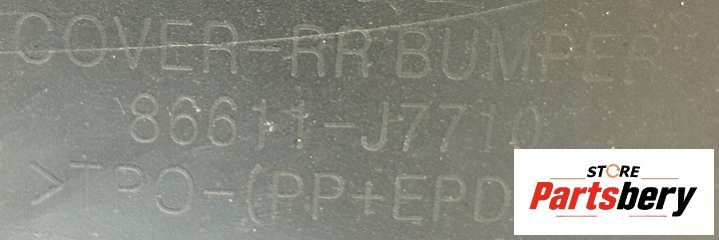 COVER-RR BUMPER
86611-J7710
>TPO-(PP+EPD
STORE
Partsbery